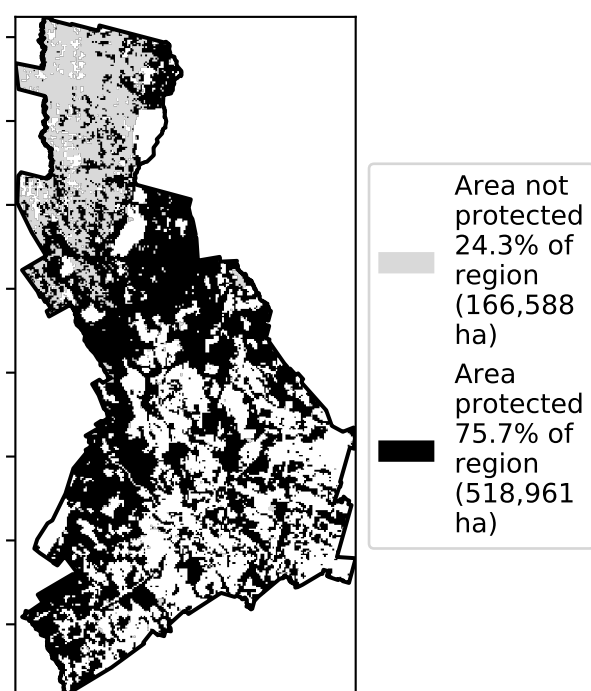 Area not
protected
24.3% of
region
(166,588
ha)
Area
protected
75.7% of
region
(518,961
ha)